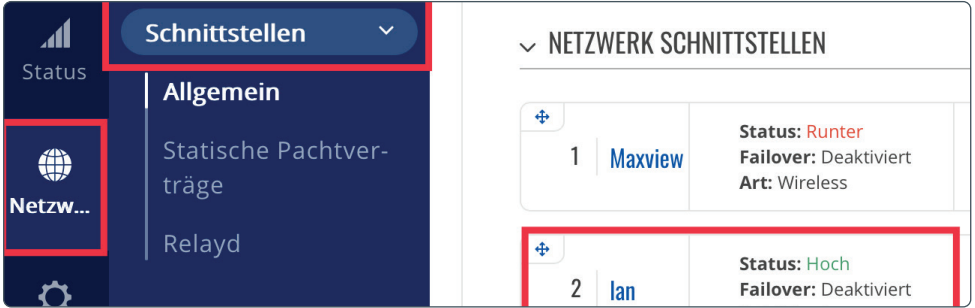 Status
Netzw...
Schnittstellen
Allgemein
Statische Pachtver-
träge
Relayd
NETZWERK SCHNITTSTELLEN
1 Maxview
Status: Runter
Failover: Deaktiviert
Art: Wireless
2 lan
Status: Hoch
Failover: Deaktiviert